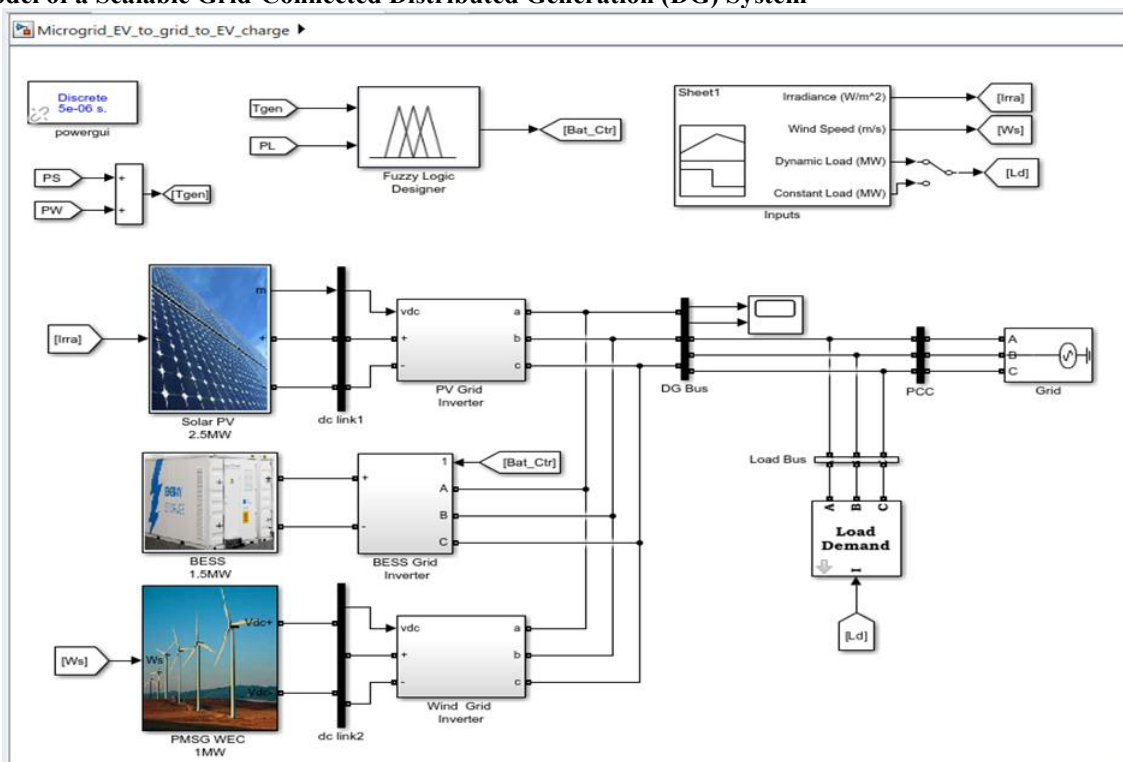 odel of a Scalable Grid-Connected Distributed Generation (DG) System
Microgrid_EV_to_grid_to_EV_charge
Discrete
5e-06 s.
powergui
Tgen
PL
Fuzzy Logic
Designer
[Bat_Ctr]
Sheet1
Irradiance (W/m^2)
Wind Speed (m/s)
Dynamic Load (MW)
Constant Load (MW)
Inputs
[Irra]
[Ws]
[Ld]
PS
PW
+
+
[Tgen]
[Irra]
m
+
Solar PV
2.5MW
dc link1
vdc
+
-
a
b
c
PV Grid
Inverter
DG Bus
PCC
A
B
C
Grid
Load Bus
A
B
C
Load
Demand
[Ld]
BESS
1.5MW
+
-
1
A
B
C
[Bat_Ctr]
BESS Grid
Inverter
[Ws]
Ws
Vdc+
Vdc-
PMSG WEC
1MW
dc link2
vdc
+
-
a
b
c
Wind Grid
Inverter